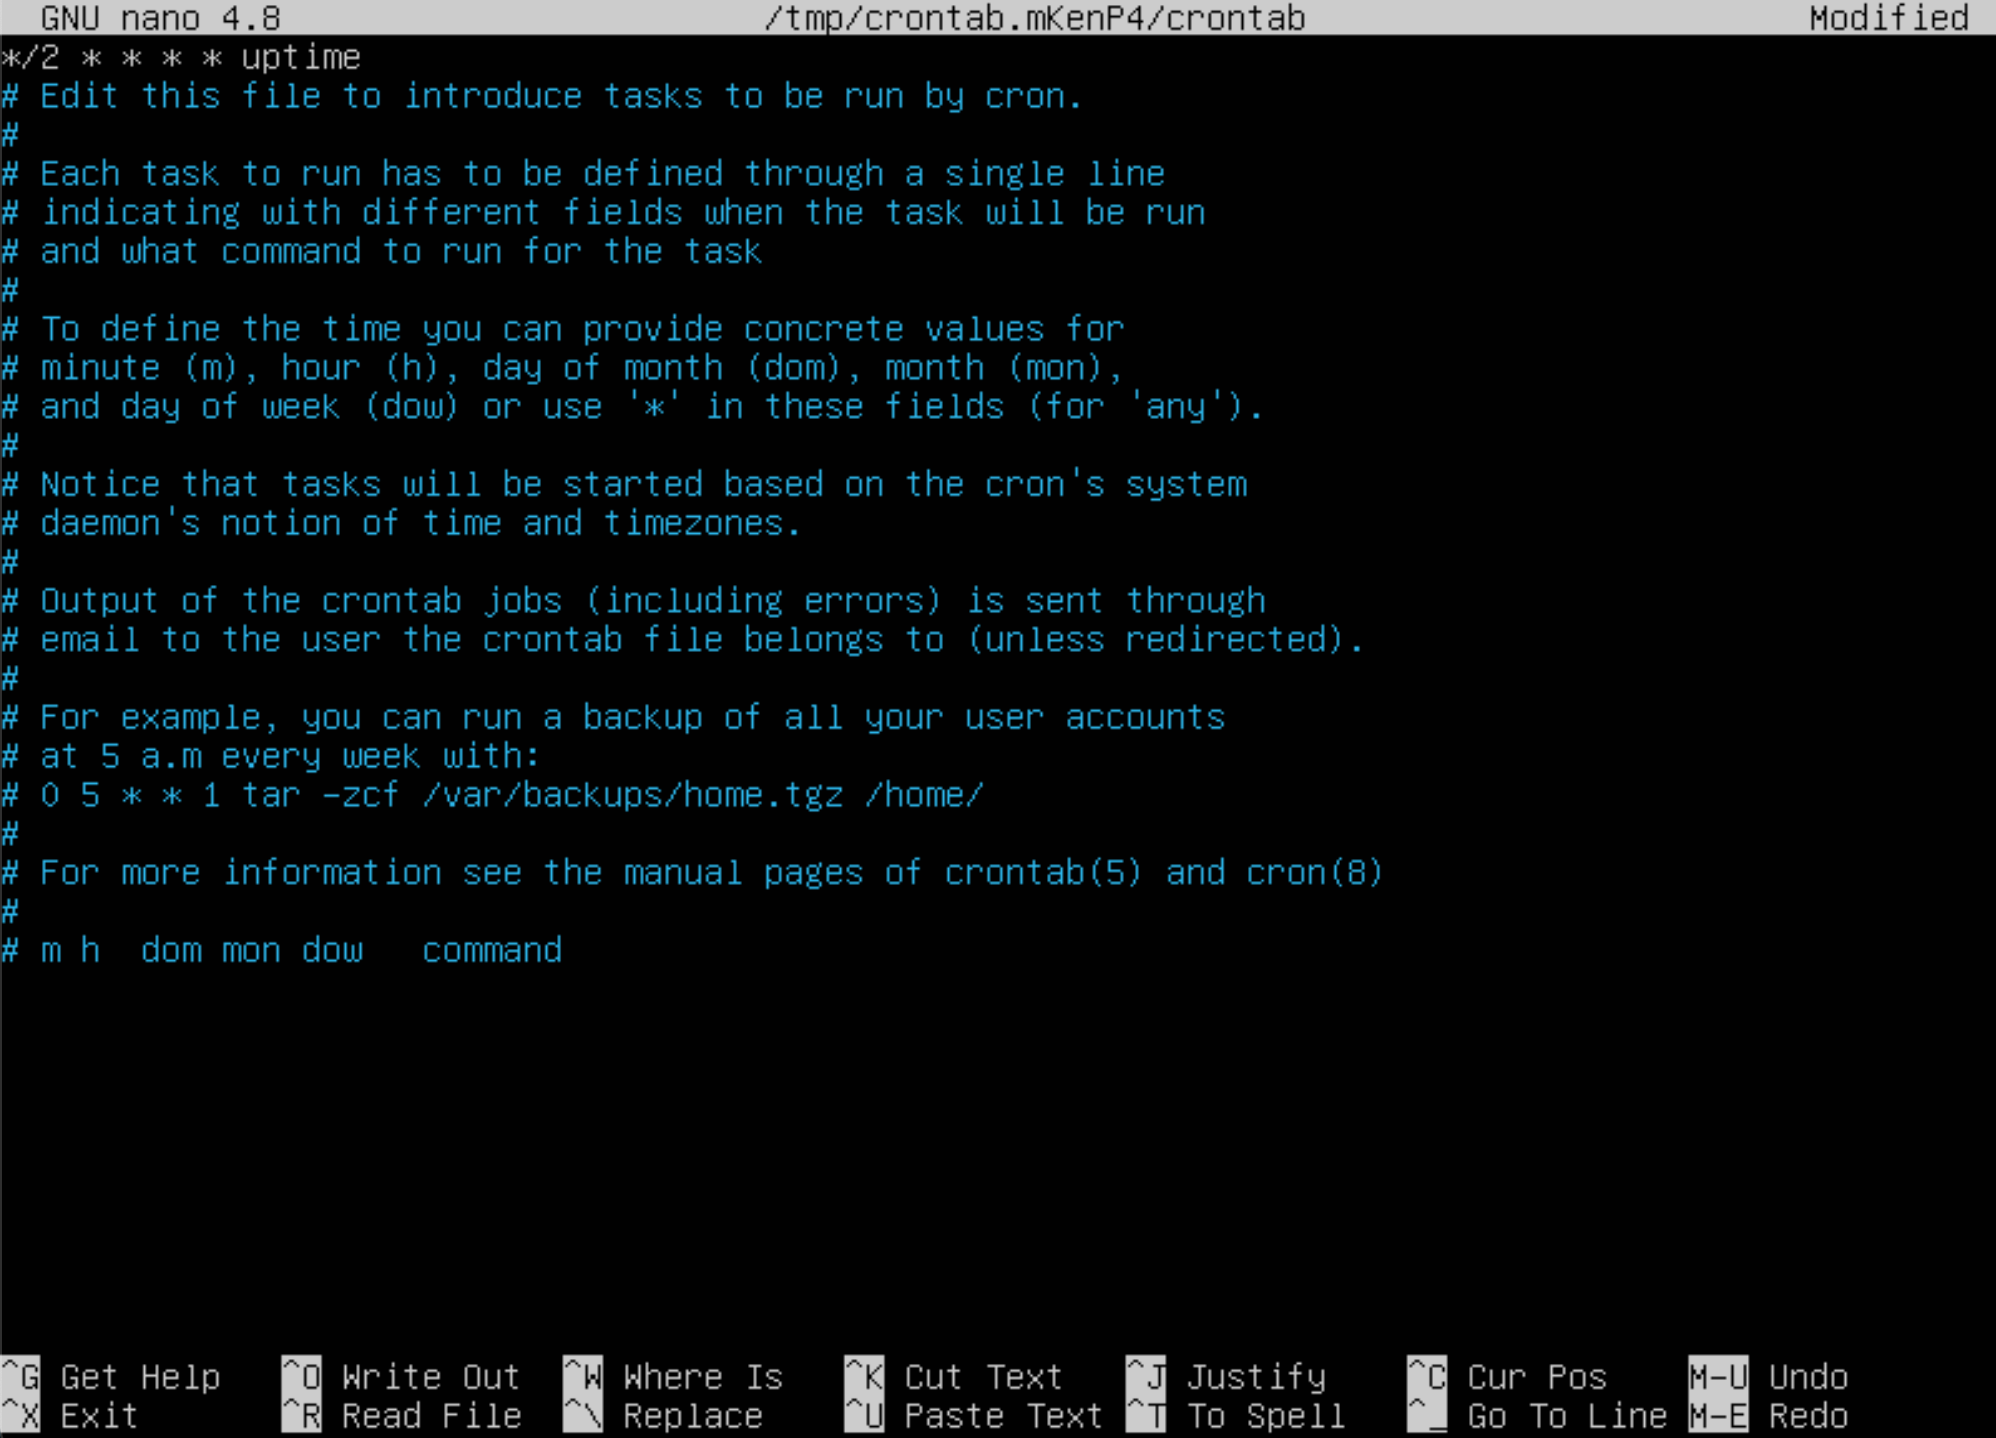 GNU nano 4.8 /tmp/crontab.mKenP4/crontab Modified
*/2 * * * * uptime
# Edit this file to introduce tasks to be run by cron.
#
# Each task to run has to be defined through a single line
# indicating with different fields when the task will be run
# and what command to run for the task
#
# To define the time you can provide concrete values for
# minute (m), hour (h), day of month (dom), month (mon),
# and day of week (dow) or use '*' in these fields (for 'any').
#
# Notice that tasks will be started based on the cron's system
# daemon's notion of time and timezones.
#
# Output of the crontab jobs (including errors) is sent through
# email to the user the crontab file belongs to (unless redirected).
#
# For example, you can run a backup of all your user accounts
# at 5 a.m every week with:
# 0 5 * * 1 tar -zcf /var/backups/home.tgz /home/
#
# For more information see the manual pages of crontab(5) and cron(8)
#
# m h  dom mon dow   command
^G Get Help ^O Write Out ^W Where Is ^K Cut Text ^J Justify ^C Cur Pos M-U Undo
^X Exit ^R Read File ^\ Replace ^U Paste Text ^T To Spell ^_ Go To Line M-E Redo